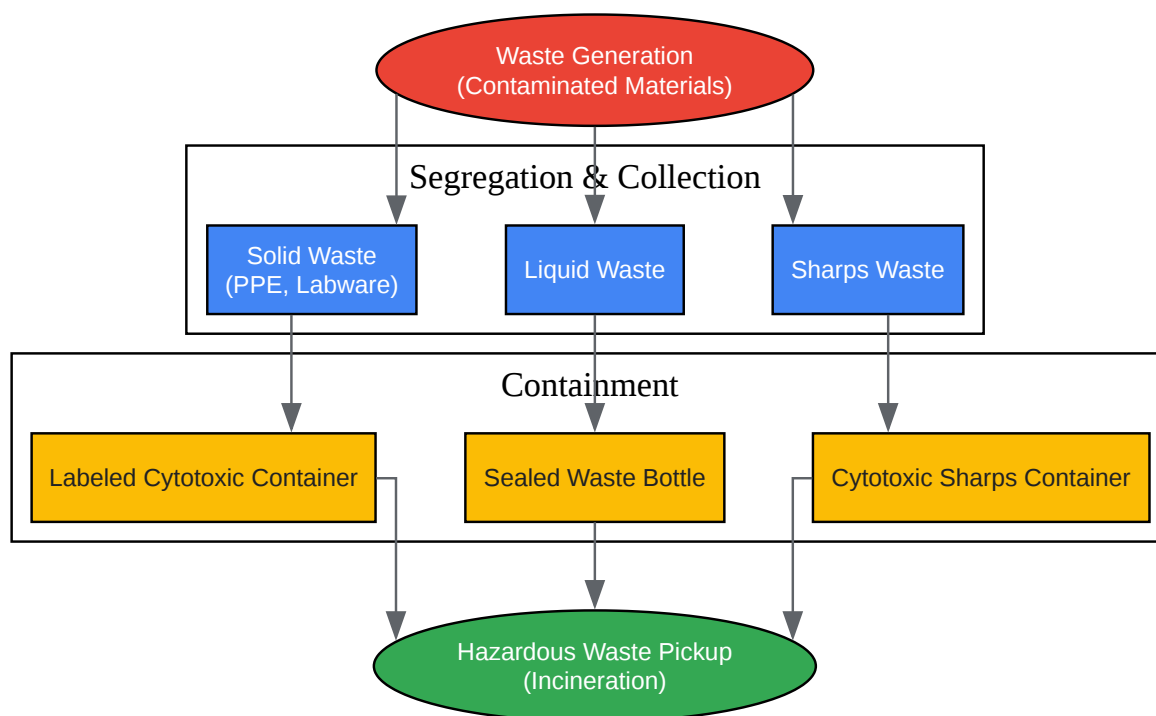 Waste Generation
(Contaminated Materials)
Segregation & Collection
Solid Waste
(PPE, Labware)
Liquid Waste
Sharps Waste
Containment
Labeled Cytotoxic Container
Sealed Waste Bottle
Cytotoxic Sharps Container
Hazardous Waste Pickup
(Incineration)